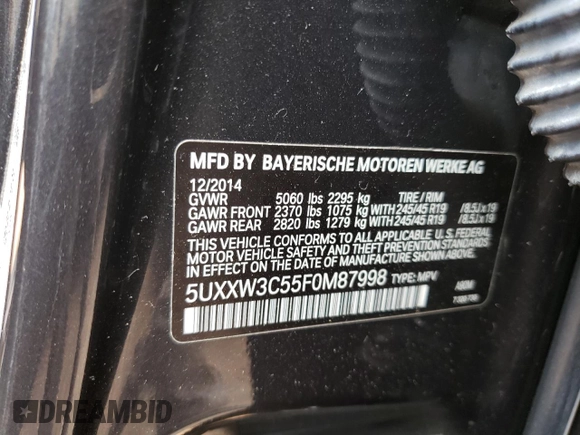 MFD BY BAYERISCHE MOTOREN WERKE AG
12/2014
GVWR 5060 lbs 2295 kg TIRE / RIM
GAWR FRONT 2370 lbs 1075 kg WITH 245/45 R19 / 8.5J x 19
GAWR REAR 2820 lbs 1279 kg WITH 245/45 R19 / 8.5J x 19
THIS VEHICLE CONFORMS TO ALL APPLICABLE U.S. FEDERAL
MOTOR VEHICLE SAFETY AND THEFT PREVENTION STANDARDS
IN EFFECT ON THE DATE OF MANUFACTURE SHOWN ABOVE.
5UXXW3C55F0M87998 TYPE: MPV
DREAMBID